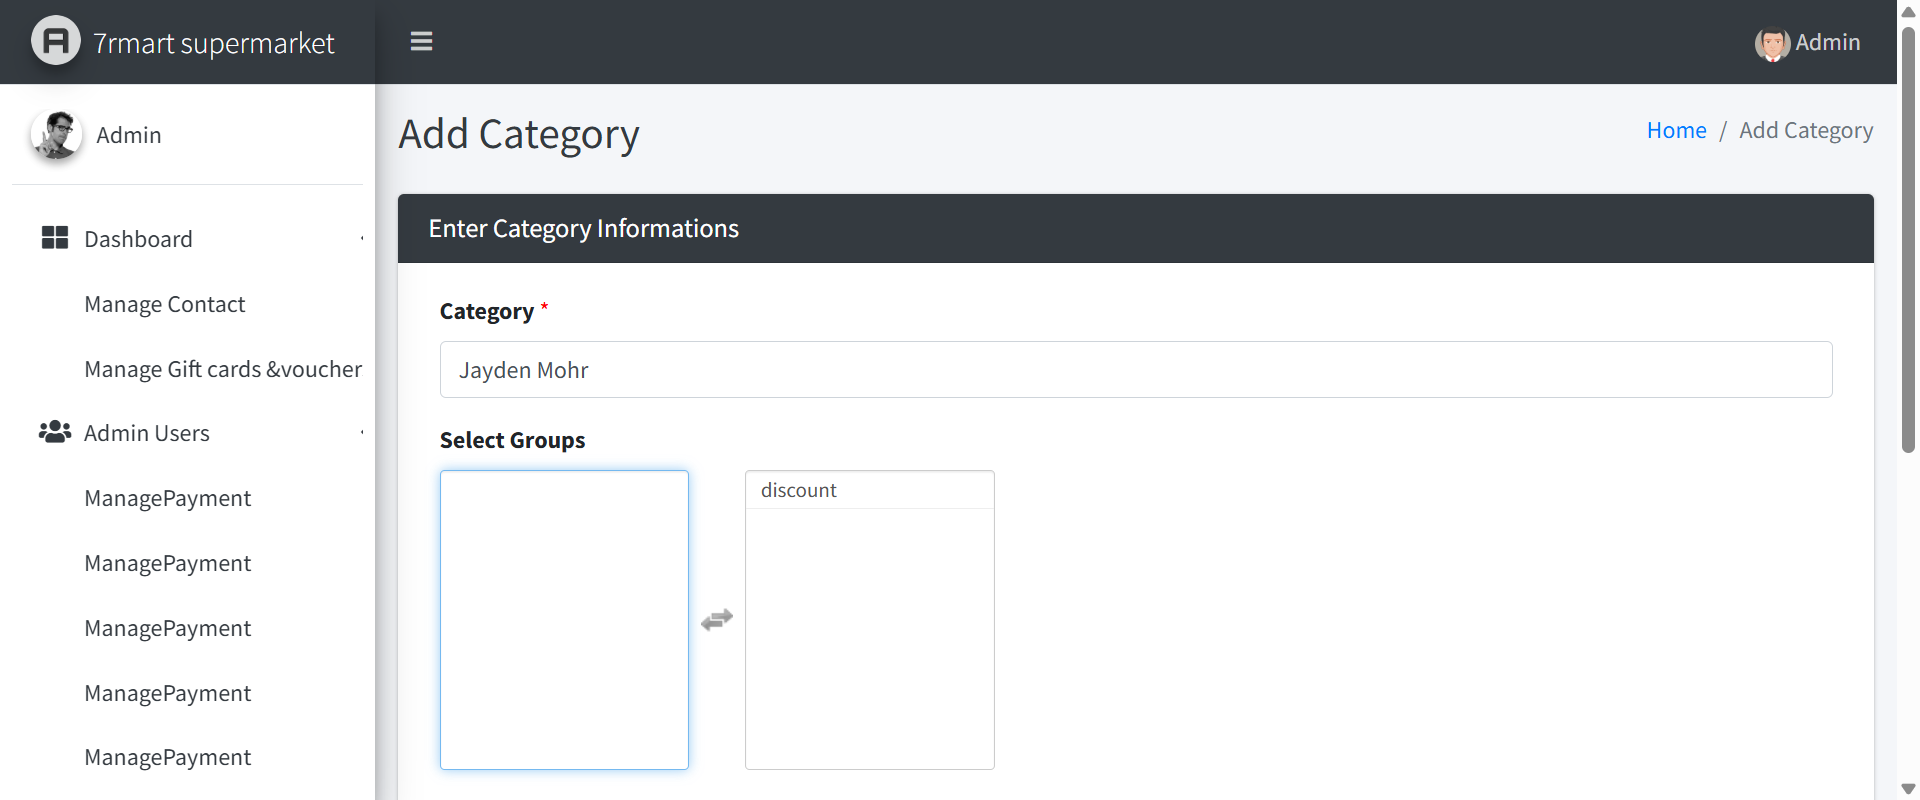 7rmart supermarket
Admin
Admin
Dashboard
Manage Contact
Manage Gift cards &voucher
Admin Users
ManagePayment
ManagePayment
ManagePayment
ManagePayment
ManagePayment
Add Category
Home / Add Category
Enter Category Informations
Category *
Jayden Mohr
Select Groups
discount